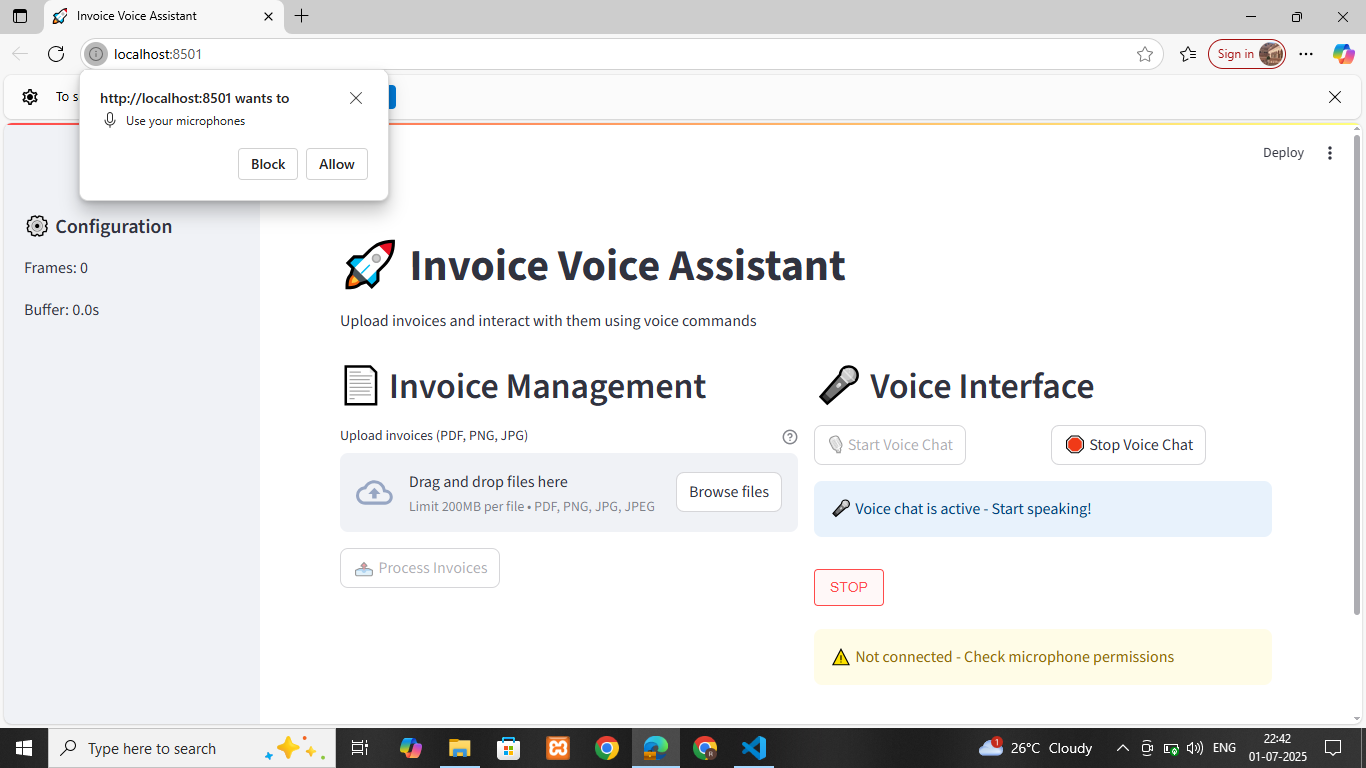 Invoice Voice Assistant
localhost:8501
Sign in
To s
http://localhost:8501 wants to
Use your microphones
Block
Allow
Deploy
Configuration
Frames: 0
Buffer: 0.0s
Invoice Voice Assistant
Upload invoices and interact with them using voice commands
Invoice Management
Upload invoices (PDF, PNG, JPG)
Drag and drop files here
Limit 200MB per file • PDF, PNG, JPG, JPEG
Browse files
Process Invoices
Voice Interface
Start Voice Chat
Stop Voice Chat
Voice chat is active - Start speaking!
STOP
Not connected - Check microphone permissions
Type here to search
1
26°C Cloudy
ENG
22:42
01-07-2025